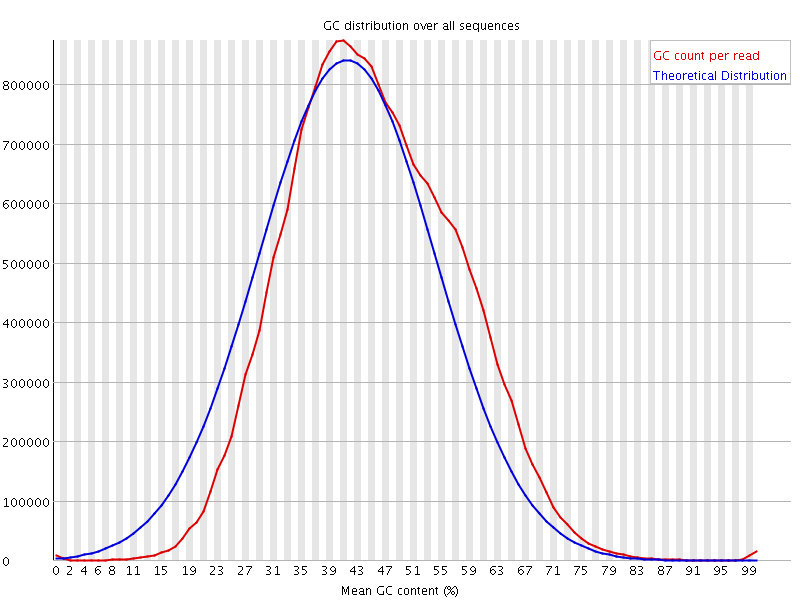 GC distribution over all sequences
GC count per read
Theoretical Distribution
800000
700000
600000
500000
400000
300000
200000
100000
0
0 2 4 6 8 11 15 19 23 27 31 35 39 43 47 51 55 59 63 67 71 75 79 83 87 91 95 99
Mean GC content (%)